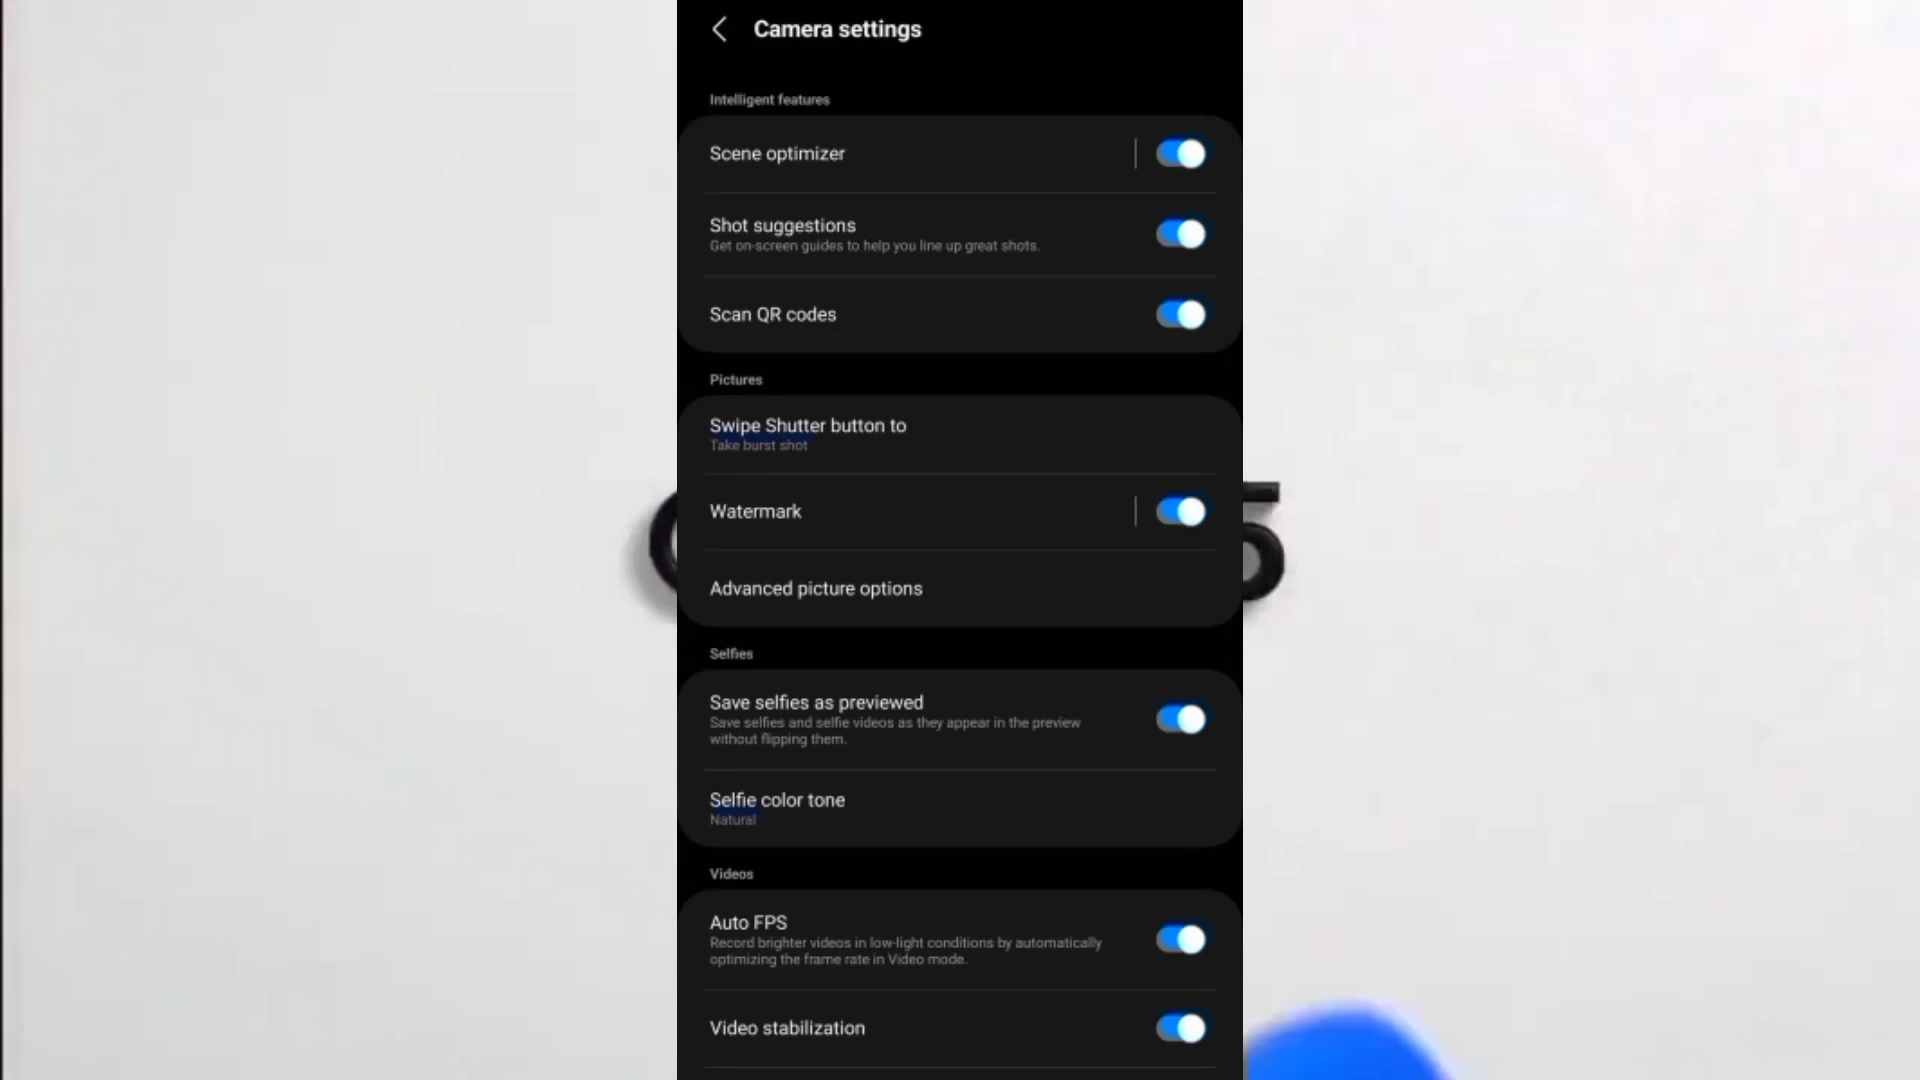 Camera settings
Intelligent features
Scene optimizer
Shot suggestions
Get on-screen guides to help you line up great shots.
Scan QR codes
Pictures
Swipe Shutter button to
Take burst shot
Watermark
Advanced picture options
Selfies
Save selfies as previewed
Save selfies and selfie videos as they appear in the preview
without flipping them.
Selfie color tone
Natural
Videos
Auto FPS
Record brighter videos in low-light conditions by automatically
optimizing the frame rate in Video mode.
Video stabilization